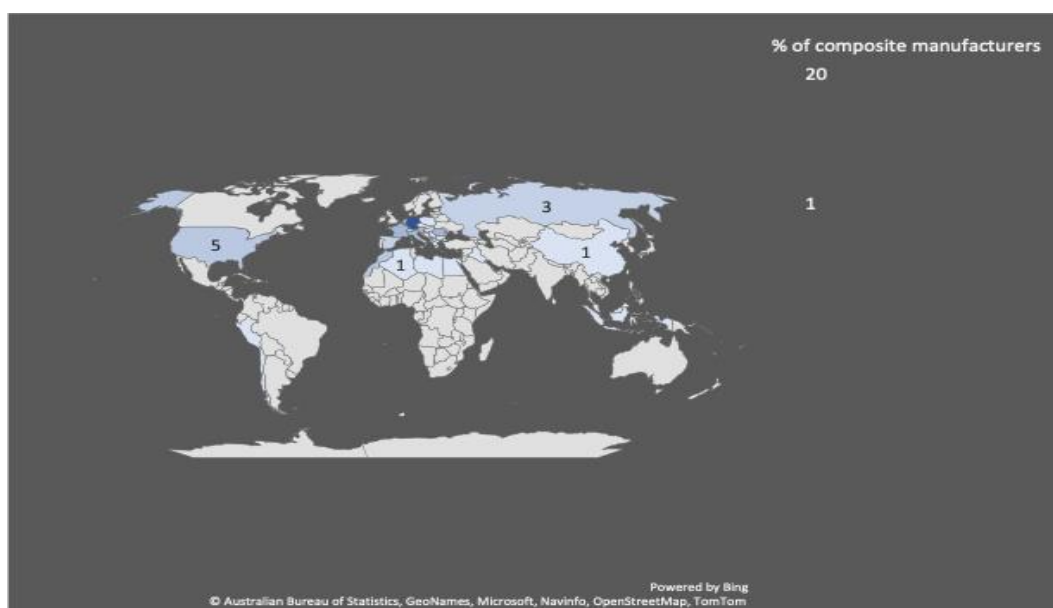 % of composite manufacturers
20
1
3
5
1
1
Powered by Bing
© Australian Bureau of Statistics, GeoNames, Microsoft, Navinfo, OpenStreetMap, TomTom